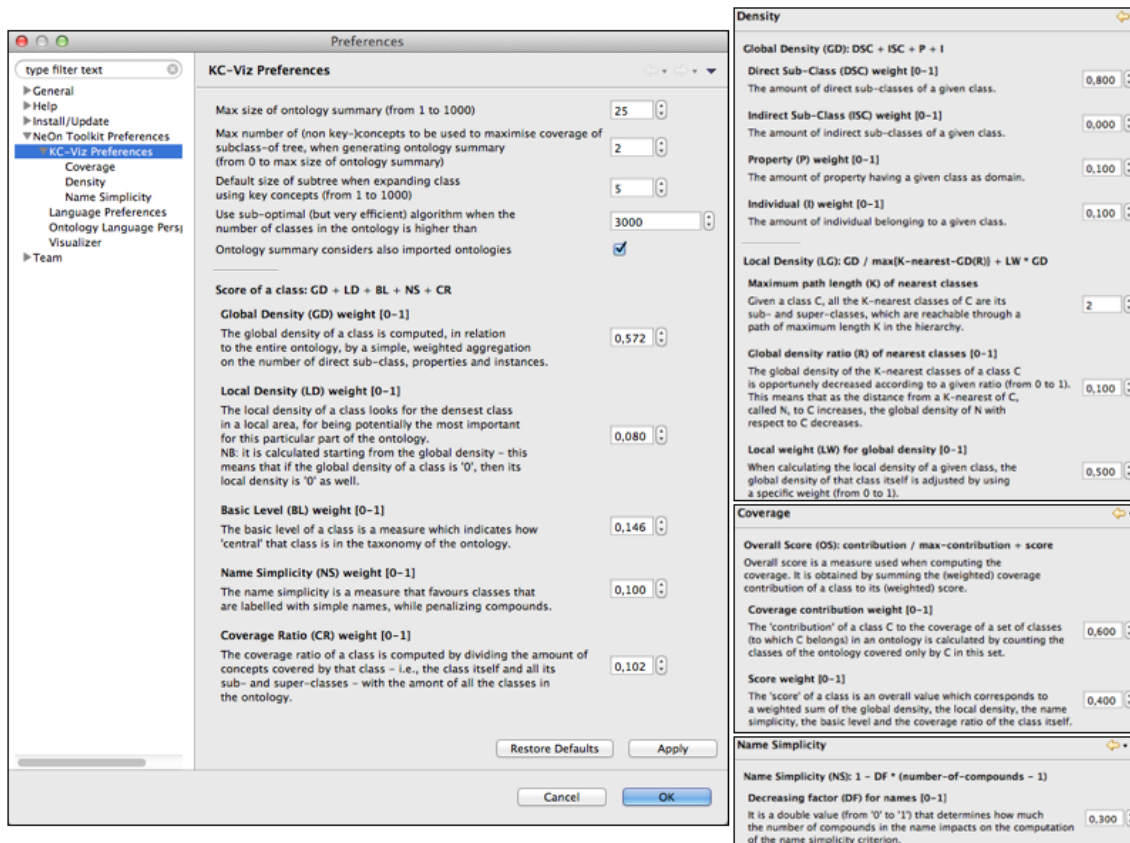 Preferences
type filter text
General
Help
Install/Update
NeOn Toolkit Preferences
KC-Viz Preferences
Coverage
Density
Name Simplicity
Language Preferences
Ontology Language Pers
Visualizer
Team
KC-Viz Preferences
Max size of ontology summary (from 1 to 1000)
25
Max number of (non key-)concepts to be used to maximise coverage of
subclass-of tree, when generating ontology summary
(from 0 to max size of ontology summary)
2
Default size of subtree when expanding class
using key concepts (from 1 to 1000)
5
Use sub-optimal (but very efficient) algorithm when the
number of classes in the ontology is higher than
3000
Ontology summary considers also imported ontologies
Score of a class: GD + LD + BL + NS + CR
Global Density (GD) weight [0-1]
The global density of a class is computed, in relation
to the entire ontology, by a simple, weighted aggregation
on the number of direct sub-class, properties and instances.
0,572
Local Density (LD) weight [0-1]
The local density of a class looks for the densest class
in a local area, for being potentially the most important
for this particular part of the ontology.
NB: it is calculated starting from the global density - this
means that if the global density of a class is '0', then its
local density is '0' as well.
0,080
Basic Level (BL) weight [0-1]
The basic level of a class is a measure which indicates how
'central' that class is in the taxonomy of the ontology.
0,146
Name Simplicity (NS) weight [0-1]
The name simplicity is a measure that favours classes that
are labelled with simple names, while penalizing compounds.
0,100
Coverage Ratio (CR) weight [0-1]
The coverage ratio of a class is computed by dividing the amount of
concepts covered by that class - i.e., the class itself and all its
sub- and super-classes - with the amont of all the classes in
the ontology.
0,102
Restore Defaults
Apply
Cancel
OK
Density
Global Density (GD): DSC + ISC + P + I
Direct Sub-Class (DSC) weight [0-1]
The amount of direct sub-classes of a given class.
0,800
Indirect Sub-Class (ISC) weight [0-1]
The amount of indirect sub-classes of a given class.
0,000
Property (P) weight [0-1]
The amount of property having a given class as domain.
0,100
Individual (I) weight [0-1]
The amount of individual belonging to a given class.
0,100
Local Density (LG): GD / max{K-nearest-GD(R)} + LW * GD
Maximum path length (K) of nearest classes
Given a class C, all the K-nearest classes of C are its
sub- and super-classes, which are reachable through a
path of maximum length K in the hierarchy.
2
Global density ratio (R) of nearest classes [0-1]
The global density of the K-nearest classes of a class C
is opportunely decreased according to a given ratio (from 0 to 1).
This means that as the distance from a K-nearest of C,
called N, to C increases, the global density of N with
respect to C decreases.
0,100
Local weight (LW) for global density [0-1]
When calculating the local density of a given class, the
global density of that class itself is adjusted by using
a specific weight (from 0 to 1).
0,500
Coverage
Overall Score (OS): contribution / max-contribution + score
Overall score is a measure used when computing the
coverage. It is obtained by summing the (weighted) coverage
contribution of a class to its (weighted) score.
Coverage contribution weight [0-1]
The 'contribution' of a class C to the coverage of a set of classes
(to which C belongs) in an ontology is calculated by counting the
classes of the ontology covered only by C in this set.
0,600
Score weight [0-1]
The 'score' of a class is an overall value which corresponds to
a weighted sum of the global density, the local density, the name
simplicity, the basic level and the coverage ratio of the class itself.
0,400
Name Simplicity
Name Simplicity (NS): 1 - DF * (number-of-compounds - 1)
Decreasing factor (DF) for names [0-1]
It is a double value (from '0' to '1') that determines how much
the number of compounds in the name impacts on the computation
of the name simplicity criterion.
0,300